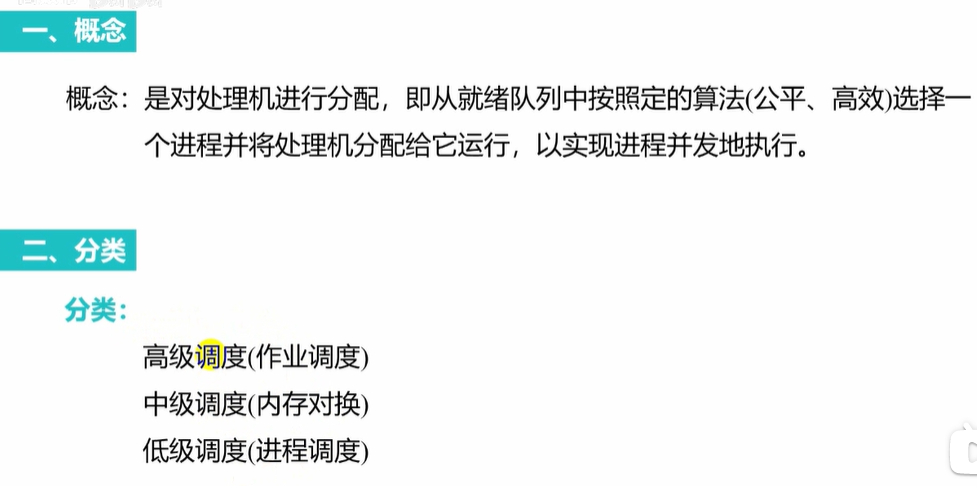 一、概念
概念：是对处理机进行分配，即从就绪队列中按照定的算法(公平、高效)选择一
个进程并将处理机分配给它运行，以实现进程并发地执行。
二、分类
分类：
高级调度(作业调度)
中级调度(内存对换)
低级调度(进程调度)